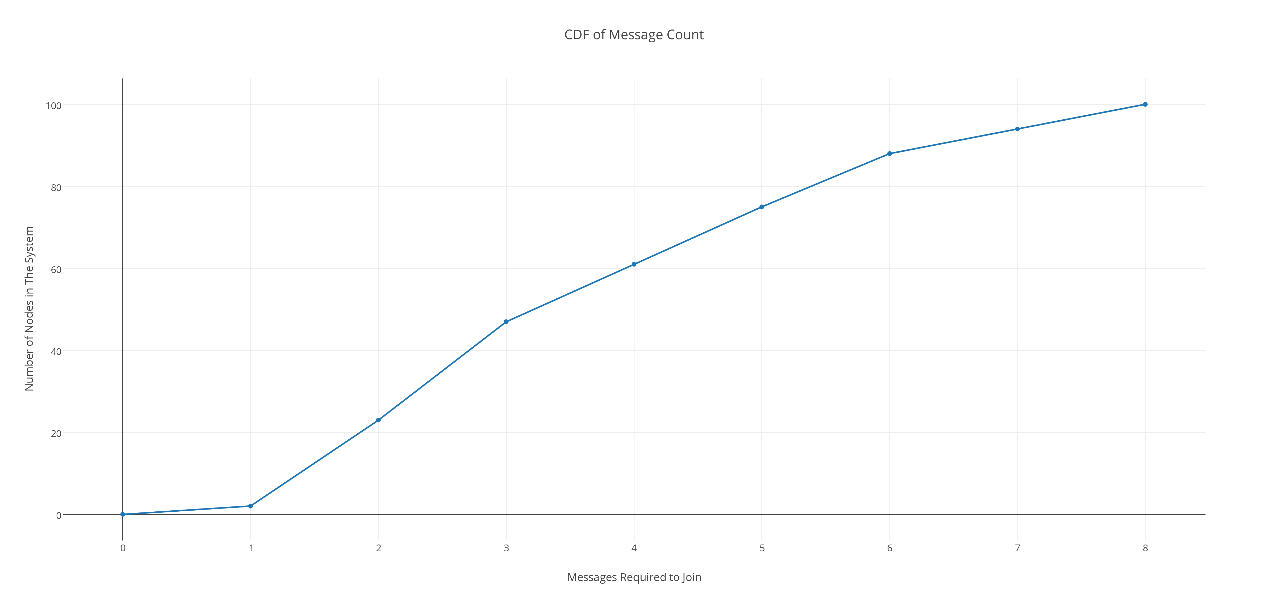 CDF of Message Count
100
80
60
40
20
0
Number of Nodes in The System
0 1 2 3 4 5 6 7 8
Messages Required to Join